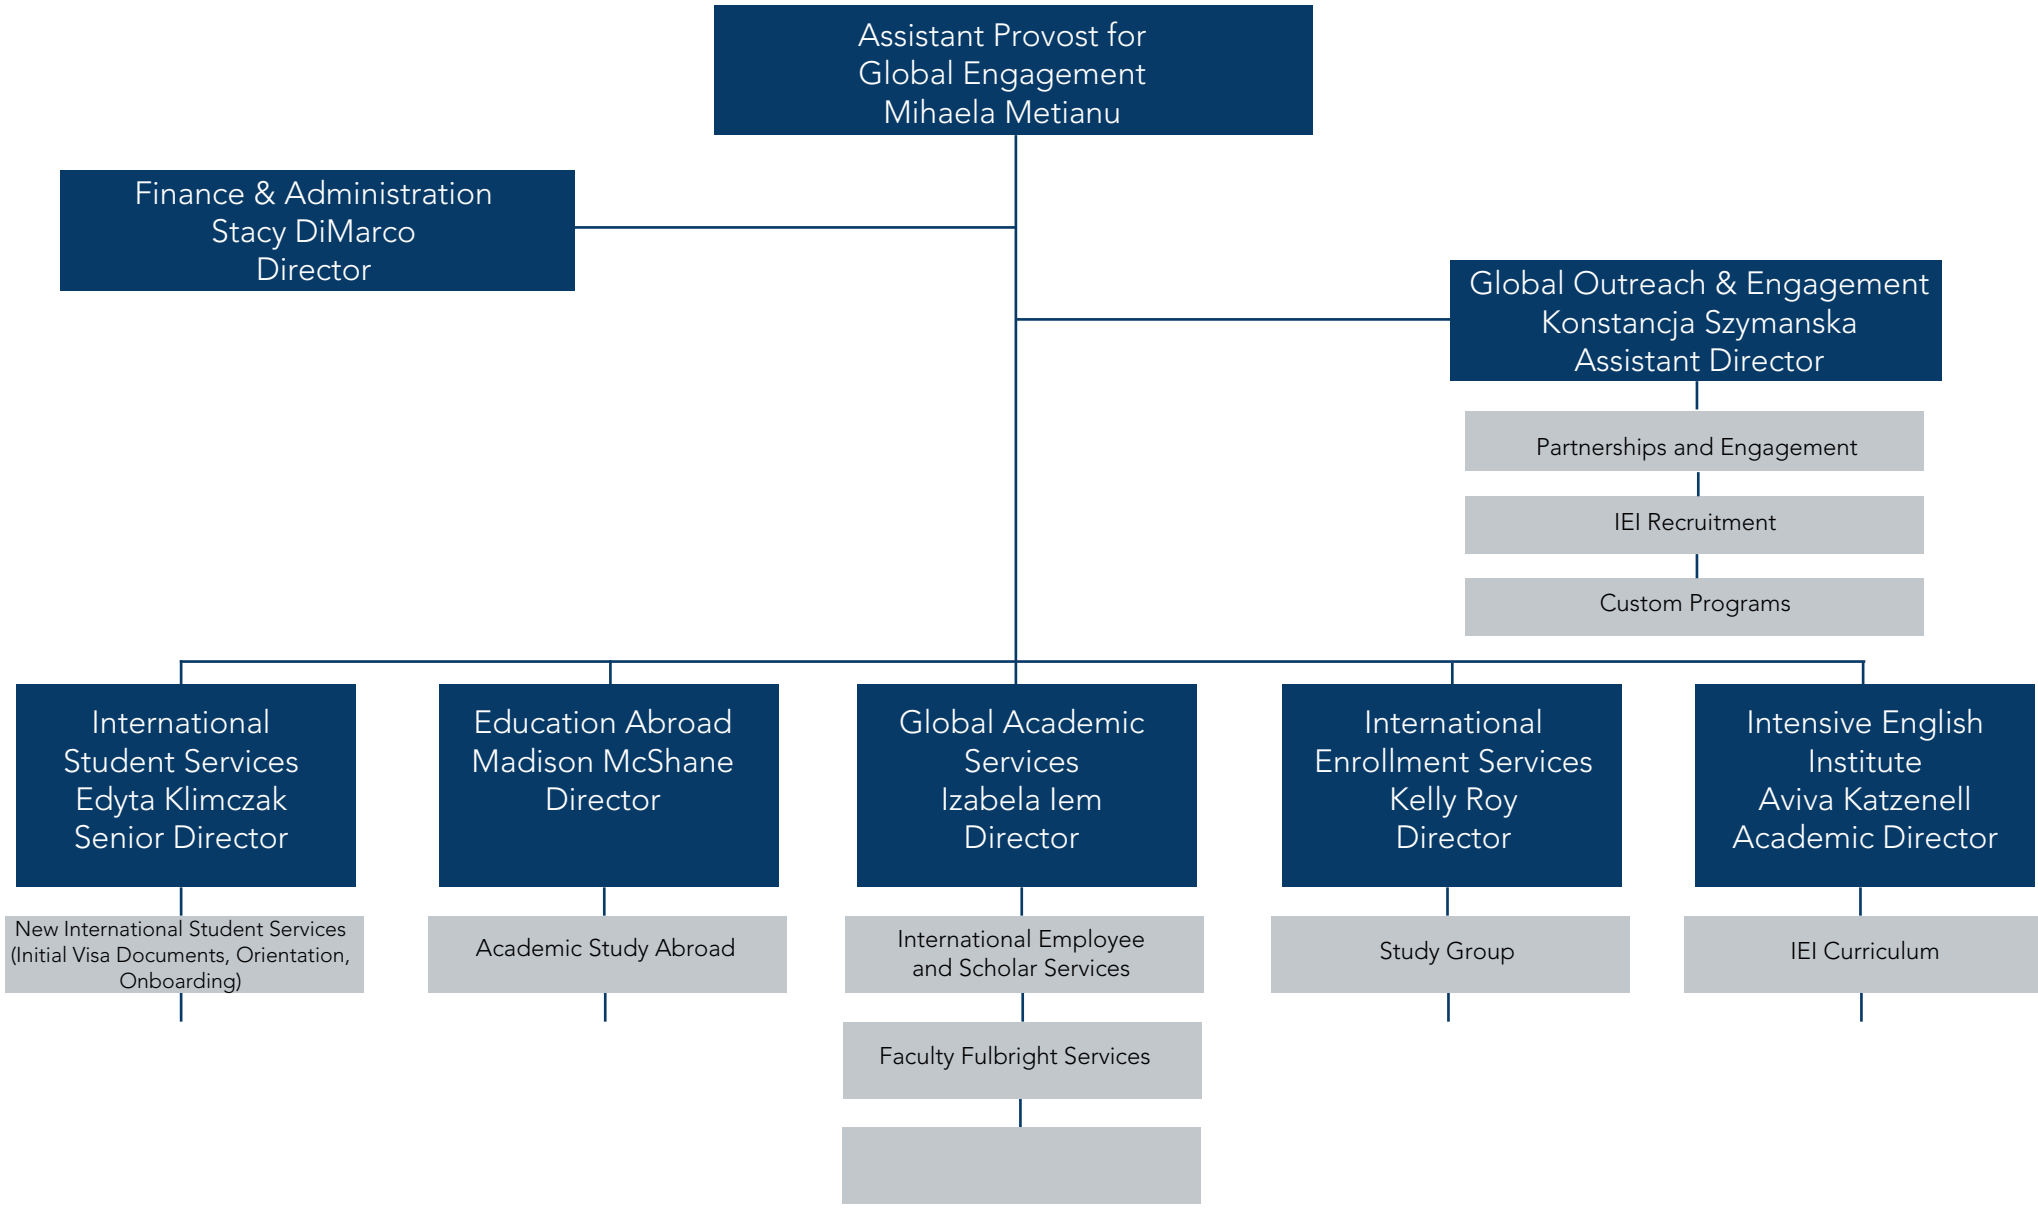 Assistant Provost for
Global Engagement
Mihaela Metianu
Finance & Administration
Stacy DiMarco
Director
Global Outreach & Engagement
Konstancja Szymanska
Assistant Director
Partnerships and Engagement
IEI Recruitment
Custom Programs
International
Student Services
Edyta Klimczak
Senior Director
Education Abroad
Madison McShane
Director
Global Academic
Services
Izabela Iem
Director
International
Enrollment Services
Kelly Roy
Director
Intensive English
Institute
Aviva Katzenell
Academic Director
New International Student Services
(Initial Visa Documents, Orientation,
Onboarding)
Academic Study Abroad
International Employee
and Scholar Services
Study Group
IEI Curriculum
Faculty Fulbright Services